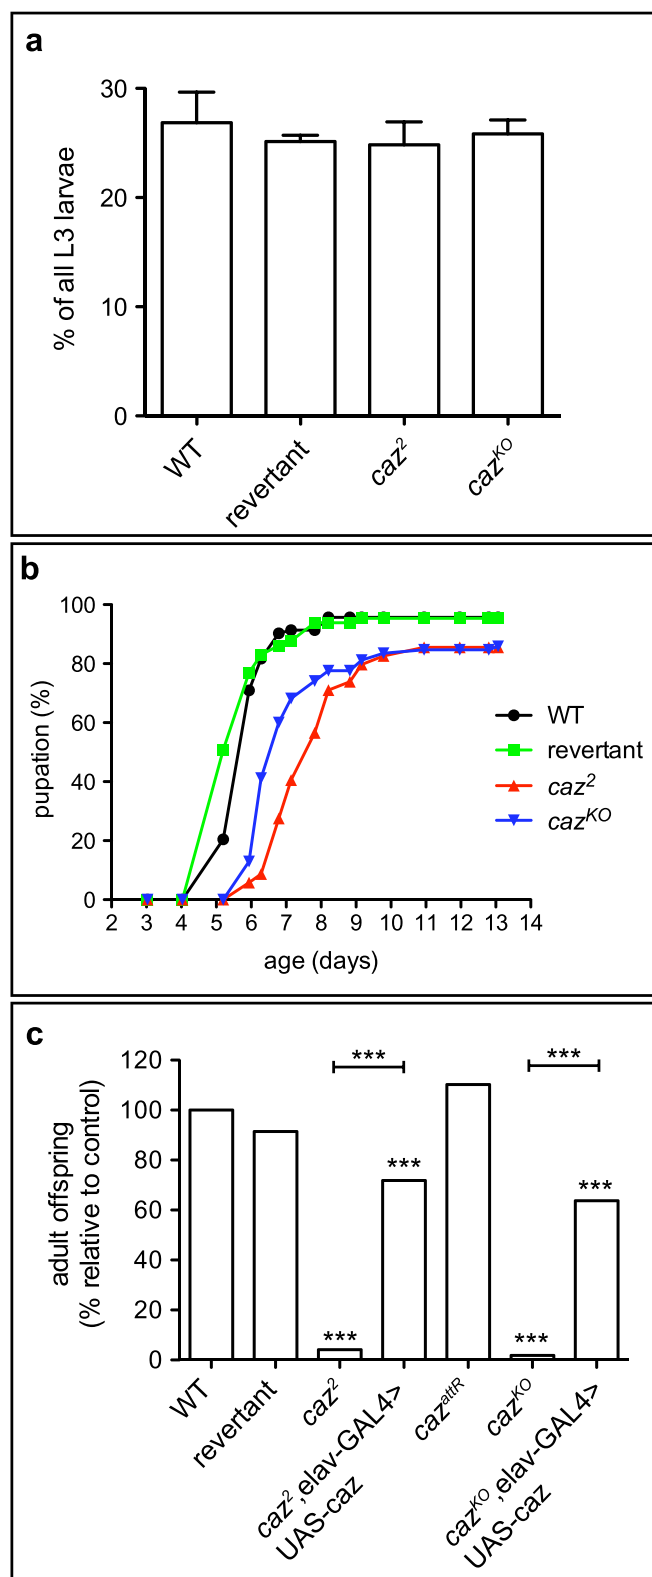 a
% of all L3 larvae
30
20
10
0
WT
revertant
caz²
cazᴷᴼ
b
pupation (%)
100
80
60
40
20
0
2 3 4 5 6 7 8 9 10 11 12 13 14
age (days)
WT
revertant
caz²
cazᴷᴼ
c
adult offspring
(% relative to control)
120
100
80
60
40
20
0
*** ***
*** ***
*** ***
WT
revertant
caz²
caz²,elav-GAL4>
UAS-caz
cazᵃᵗᵗᴿ
cazᴷᴼ
cazᴷᴼ,elav-GAL4>
UAS-caz